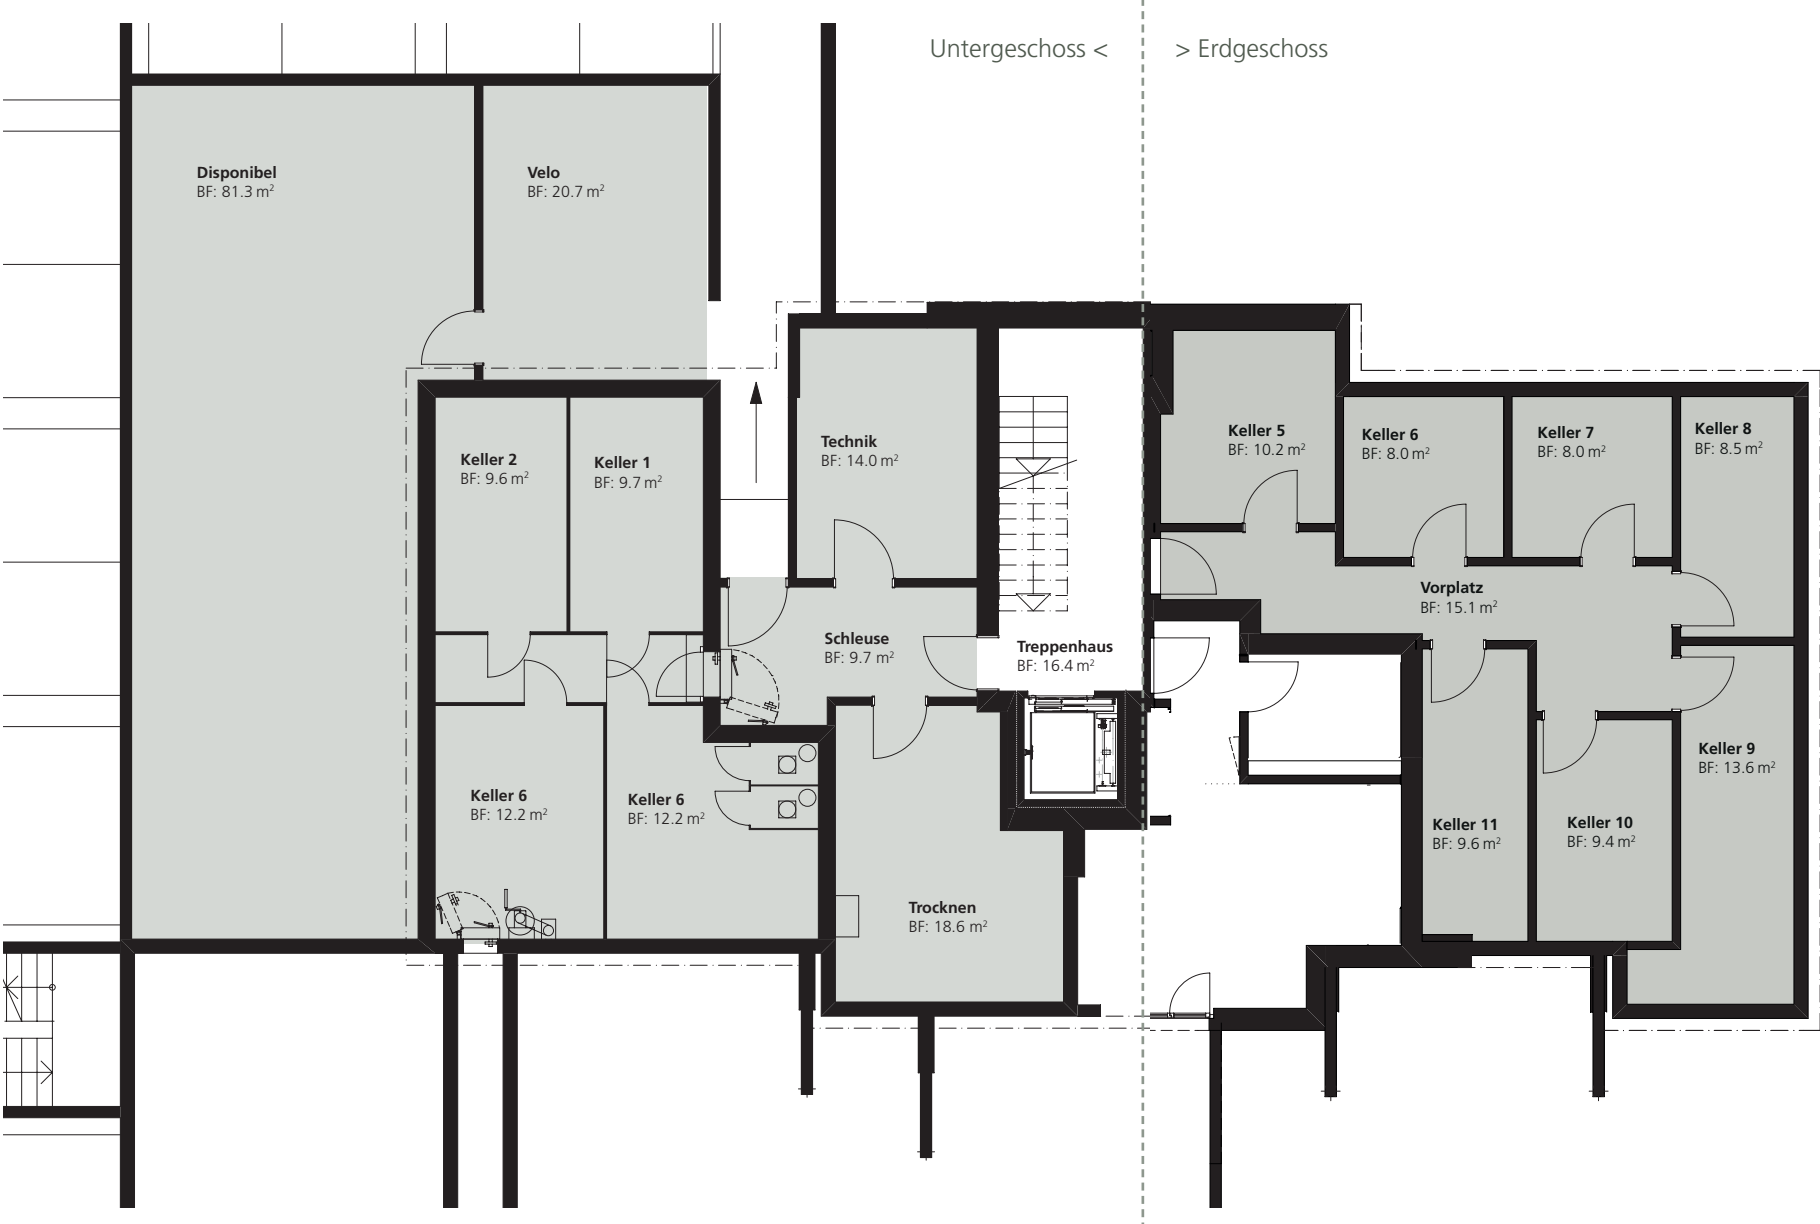 Untergeschoss <
> Erdgeschoss
Disponibel
BF: 81.3 m²
Velo
BF: 20.7 m²
Keller 2
BF: 9.6 m²
Keller 1
BF: 9.7 m²
Technik
BF: 14.0 m²
Keller 5
BF: 10.2 m²
Keller 6
BF: 8.0 m²
Keller 7
BF: 8.0 m²
Keller 8
BF: 8.5 m²
Schleuse
BF: 9.7 m²
Treppenhaus
BF: 16.4 m²
Vorplatz
BF: 15.1 m²
Keller 6
BF: 12.2 m²
Keller 6
BF: 12.2 m²
Trocknen
BF: 18.6 m²
Keller 11
BF: 9.6 m²
Keller 10
BF: 9.4 m²
Keller 9
BF: 13.6 m²